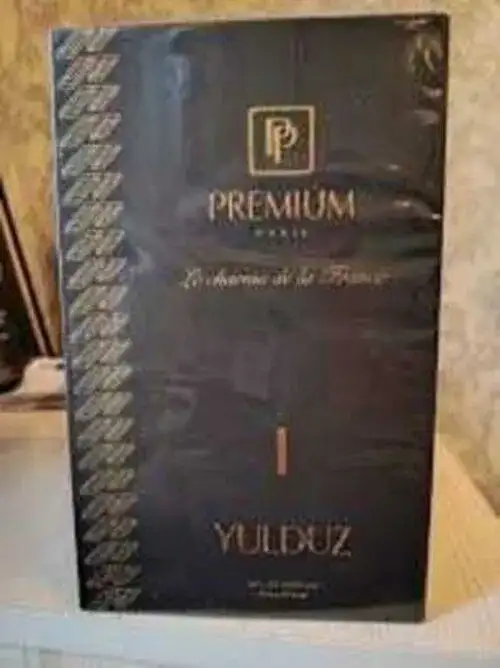 PP
PREMIUM
PARIS
Le charme de la France
YULDUZ